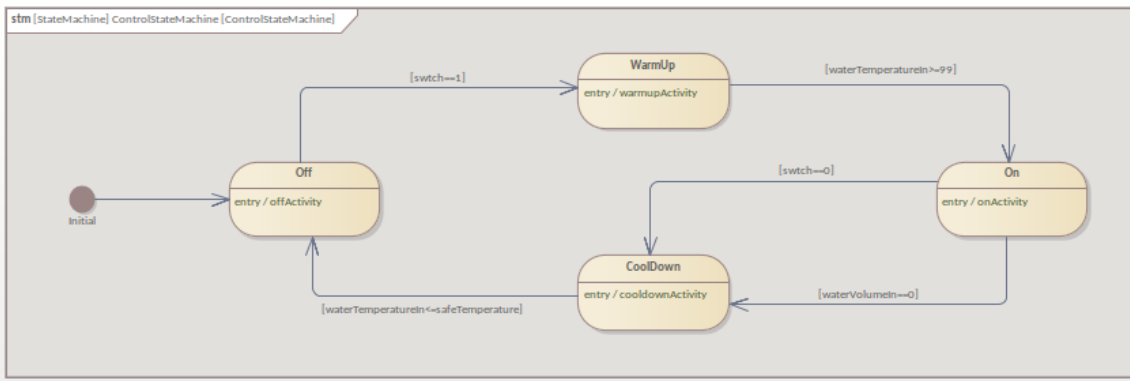 stm [StateMachine] ControlStateMachine [ControlStateMachine]
WarmUp
entry / warmupActivity
[swtch==1]
[waterTemperatureIn>=99]
Off
entry / offActivity
Initial
[swtch==0]
On
entry / onActivity
CoolDown
entry / cooldownActivity
[waterVolumeIn==0]
[waterTemperatureIn<=safeTemperature]